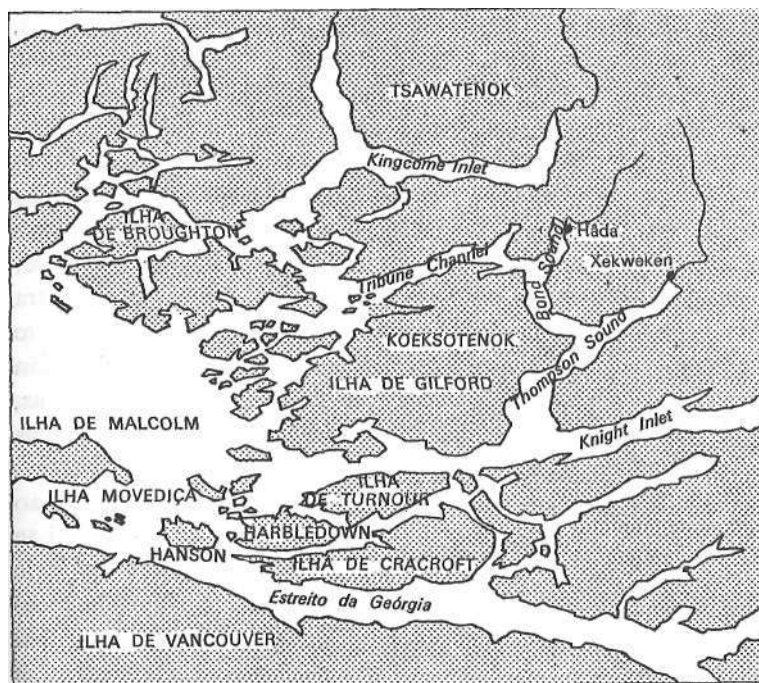 TSAWATENOK
Kingcome Inlet
ILHA
DE BROUGHTON
Håda
Xekweken
Tribune Channel
Bond Sound
KOEKSOTENOK
ILHA DE GILFORD
Thompson Sound
ILHA DE MALCOLM
Knight Inlet
ILHA MOVEDIÇA
ILHA
DE TURNOUR
HARBLEDOWN
HANSON
ILHA DE CRACROFT
Estreito da Geórgia
ILHA DE VANCOUVER